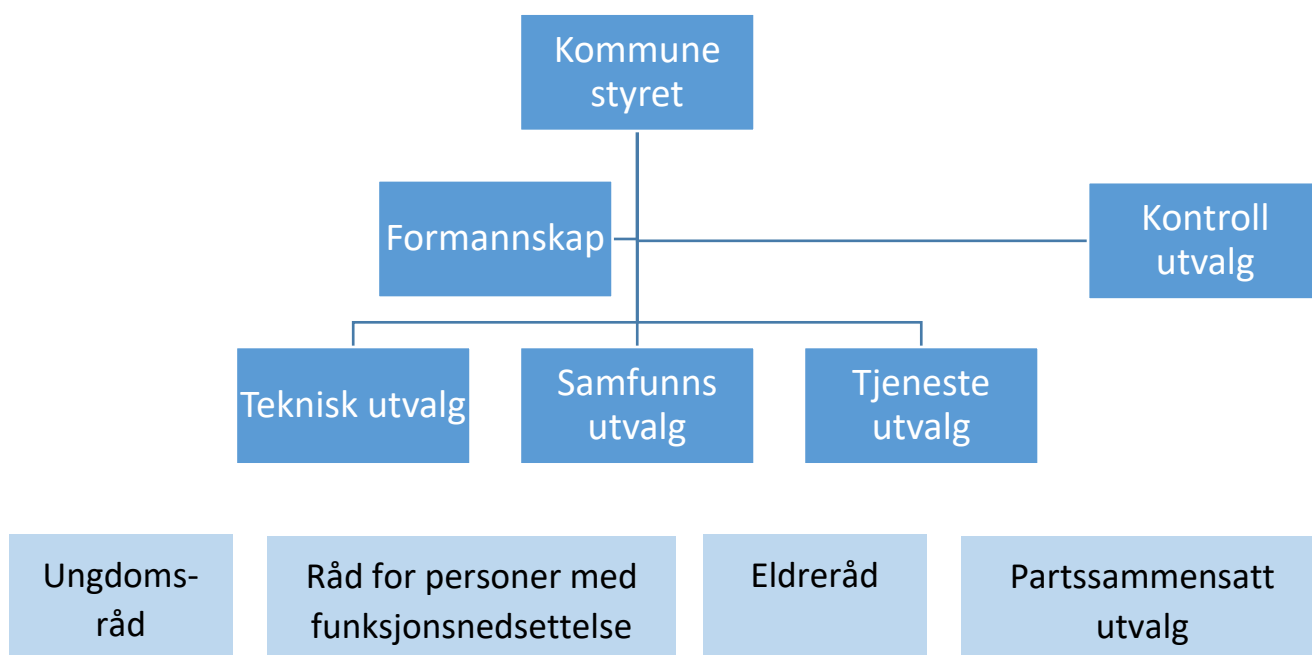 Kommune
styret
Formannskap
Kontroll
utvalg
Teknisk utvalg
Samfunns
utvalg
Tjeneste
utvalg
Ungdoms-
råd
Råd for personer med
funksjonsnedsettelse
Eldreråd
Partssammensatt
utvalg